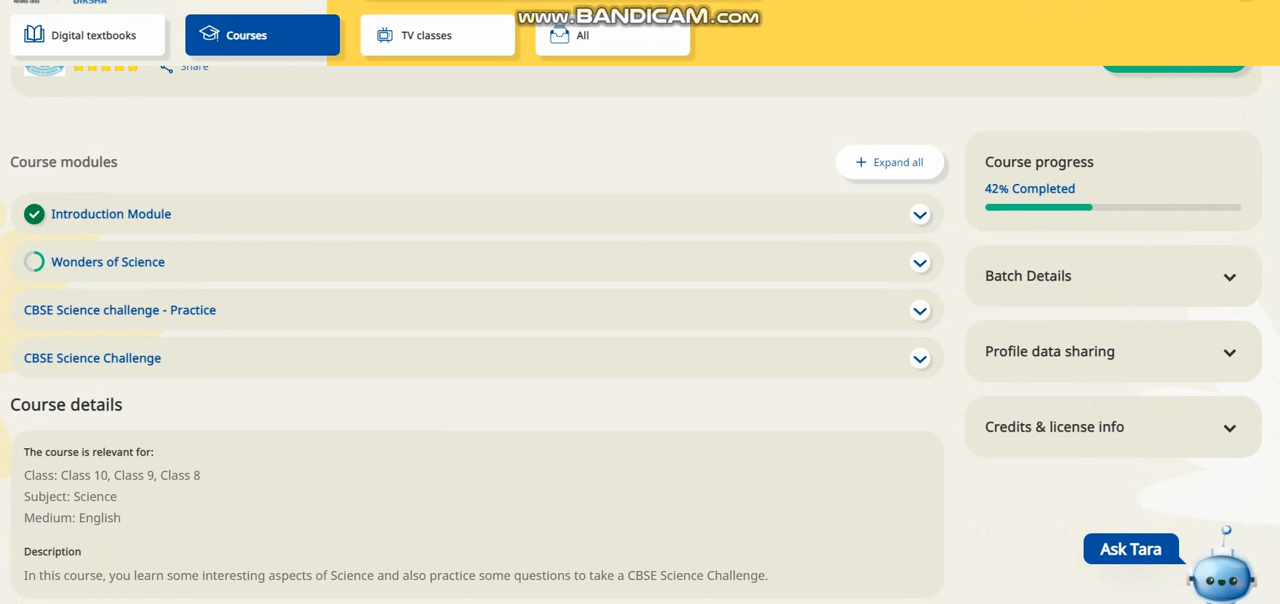 DIKSHA
www.BANDICAM.com
Digital textbooks
Courses
TV classes
All
Share
Course modules
+ Expand all
Introduction Module
Wonders of Science
CBSE Science challenge - Practice
CBSE Science Challenge
Course details
The course is relevant for:
Class: Class 10, Class 9, Class 8
Subject: Science
Medium: English
Description
In this course, you learn some interesting aspects of Science and also practice some questions to take a CBSE Science Challenge.
Course progress
42% Completed
Batch Details
Profile data sharing
Credits & license info
Ask Tara